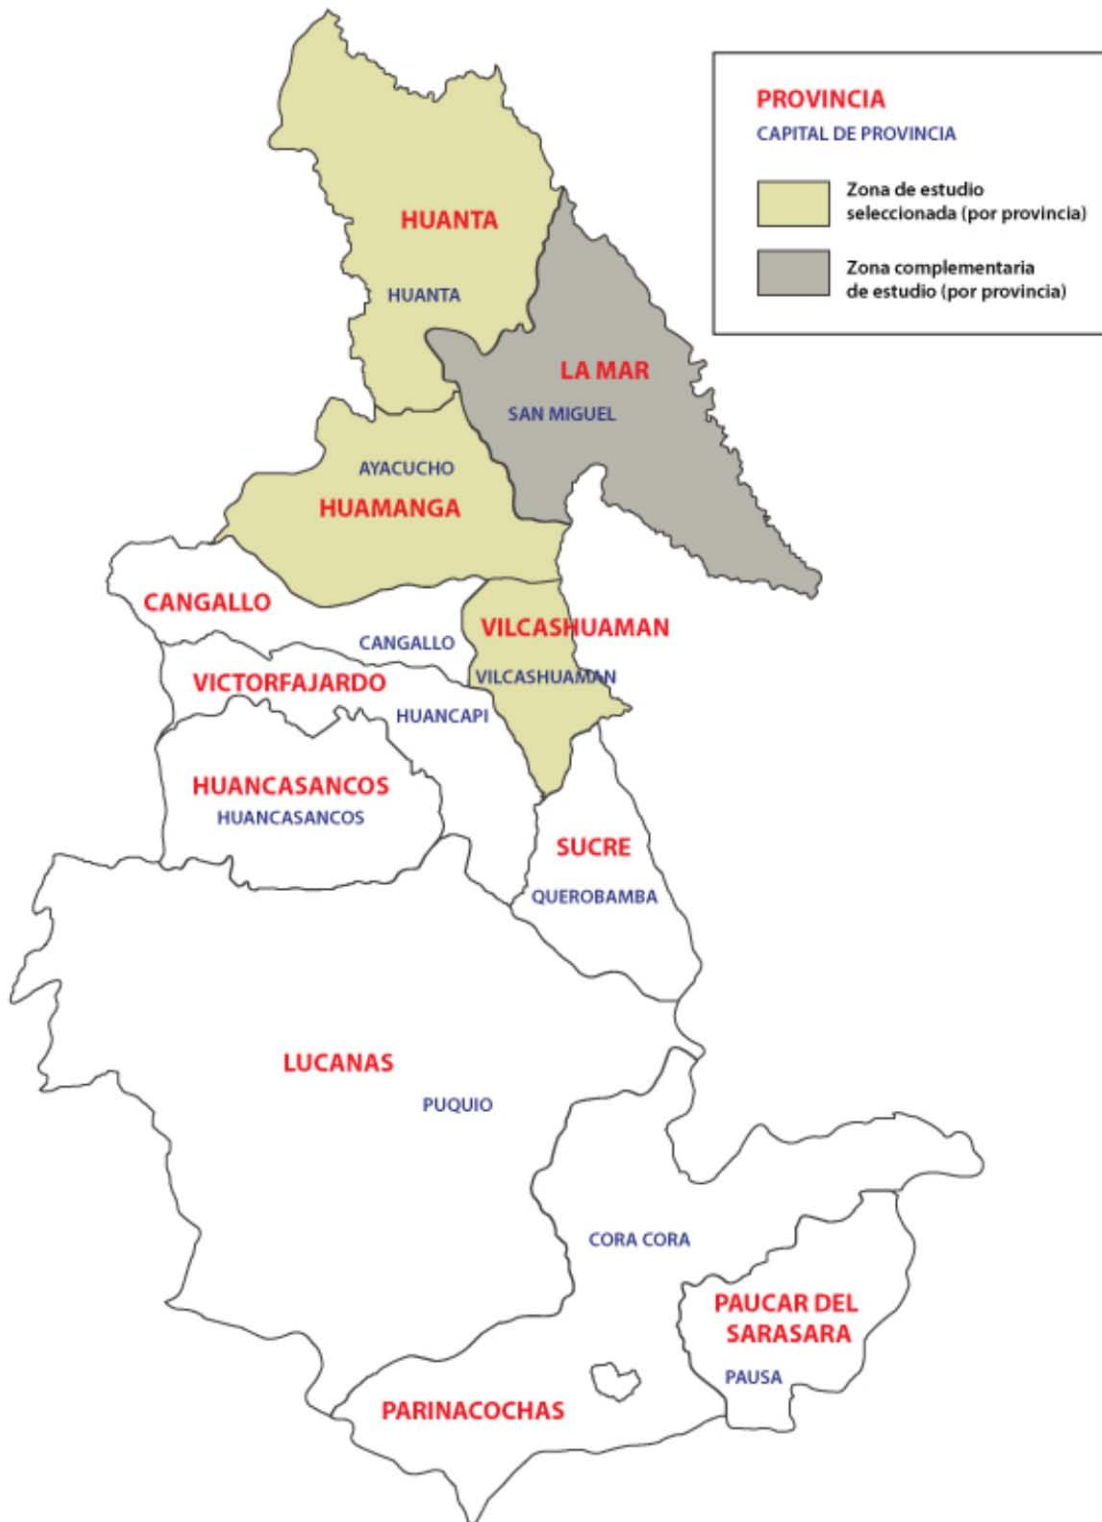 PROVINCIA
CAPITAL DE PROVINCIA
Zona de estudio
seleccionada (por provincia)
Zona complementaria
de estudio (por provincia)
HUANTA
HUANTA
LA MAR
SAN MIGUEL
AYACUCHO
HUAMANGA
CANGALLO
CANGALLO
VILCASHUAMAN
VILCASHUAMAN
VICTORFAJARDO
HUANCAPI
HUANCASANCOS
HUANCASANCOS
SUCRE
QUEROBAMBA
LUCANAS
PUQUIO
CORA CORA
PAUCAR DEL
SARASARA
PAUSA
PARINACOCHAS